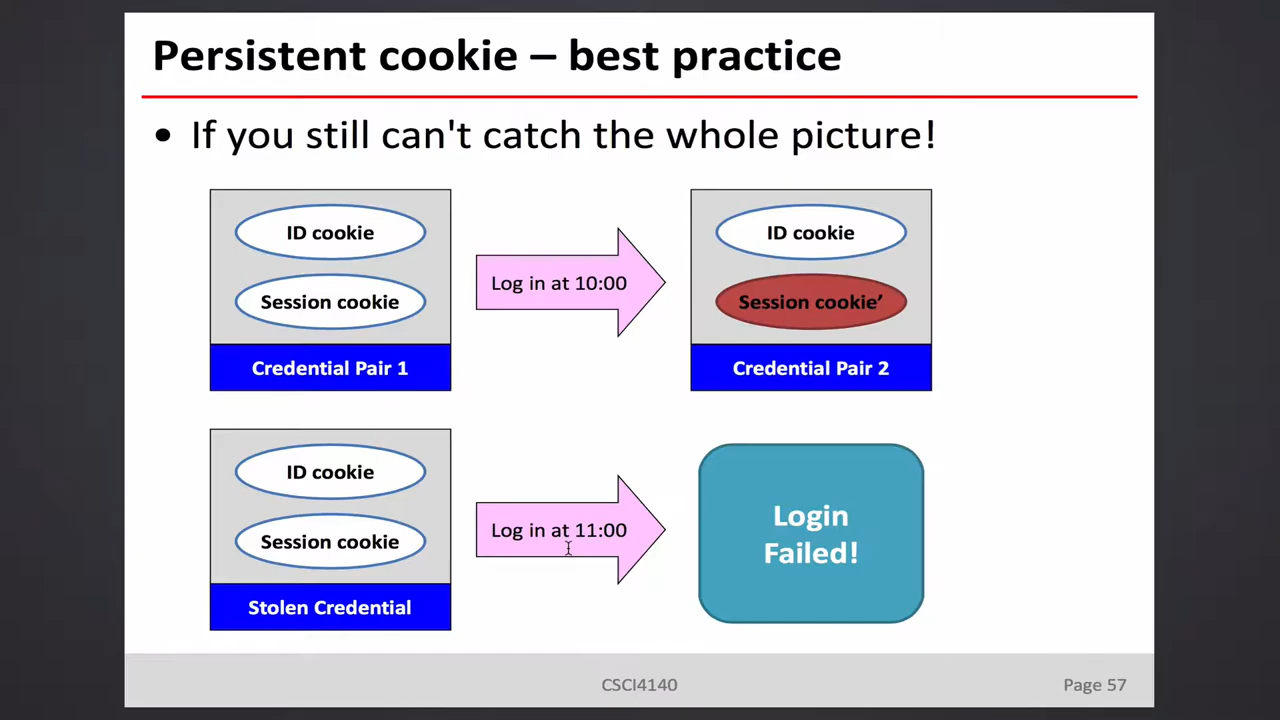 Persistent cookie – best practice
• If you still can't catch the whole picture!
ID cookie
Session cookie
Credential Pair 1
Log in at 10:00
ID cookie
Session cookie’
Credential Pair 2
ID cookie
Session cookie
Stolen Credential
Log in at 11:00
Login
Failed!
CSCI4140
Page 57